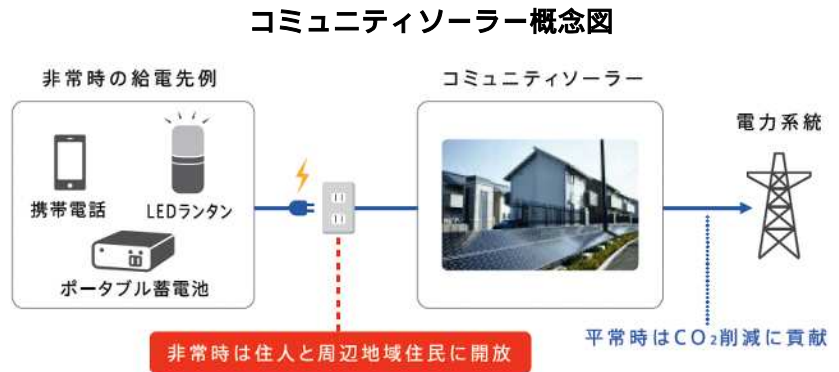 コミュニティソーラー概念図
非常時の給電先例
コミュニティソーラー
電力系統
携帯電話
LEDランタン
ポータブル蓄電池
非常時は住人と周辺地域住民に開放
平常時はCO₂削減に貢献